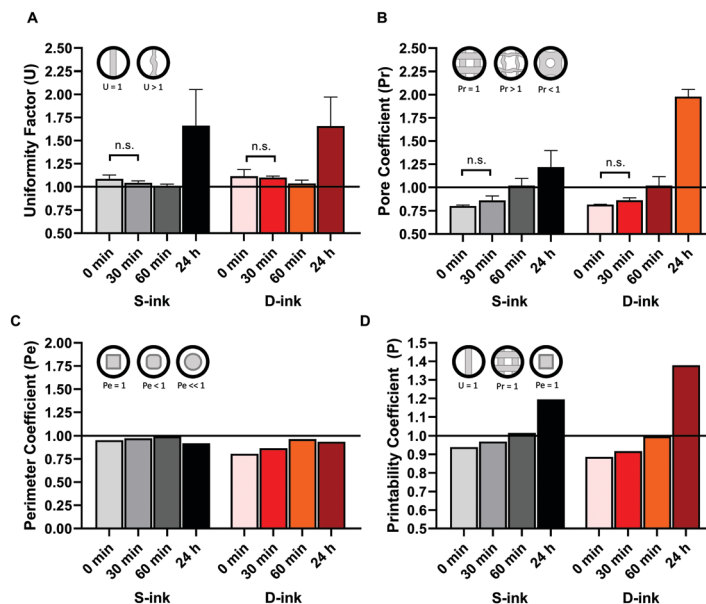 A
Uniformity Factor (U)
2.50
2.25
2.00
1.75
1.50
1.25
1.00
0.75
0.50
U = 1
U > 1
n.s.
n.s.
0 min
30 min
60 min
24 h
0 min
30 min
60 min
24 h
S-ink
D-ink
B
Pore Coefficient (Pr)
2.50
2.25
2.00
1.75
1.50
1.25
1.00
0.75
0.50
Pr = 1
Pr > 1
Pr < 1
n.s.
n.s.
0 min
30 min
60 min
24 h
0 min
30 min
60 min
24 h
S-ink
D-ink
C
Perimeter Coefficient (Pe)
2.00
1.75
1.50
1.25
1.00
0.75
0.50
0.25
0.00
Pe = 1
Pe < 1
Pe << 1
0 min
30 min
60 min
24 h
0 min
30 min
60 min
24 h
S-ink
D-ink
D
Printability Coefficient (P)
1.5
1.4
1.3
1.2
1.1
1.0
0.9
0.8
0.7
0.6
0.5
U = 1
Pr = 1
Pe = 1
0 min
30 min
60 min
24 h
0 min
30 min
60 min
24 h
S-ink
D-ink